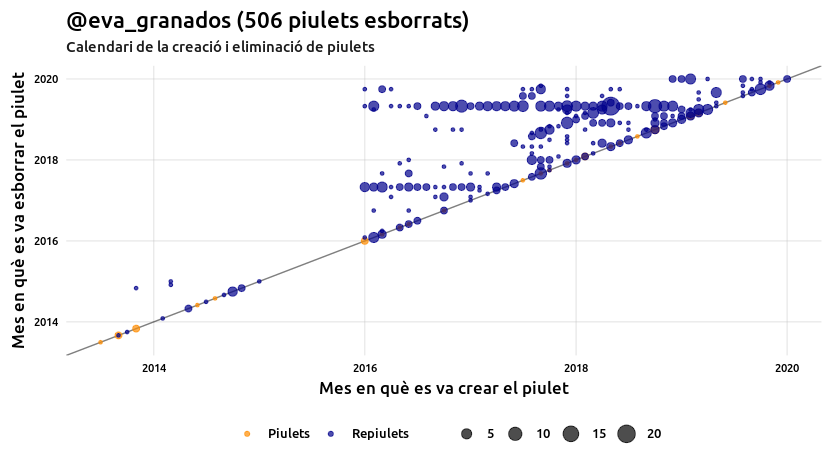 @eva_granados (506 piulets esborrats)
Calendari de la creació i eliminació de piulets
Mes en què es va esborrar el piulet
2020
2018
2016
2014
2014 2016 2018 2020
Mes en què es va crear el piulet
Piulets Repiulets 5 10 15 20